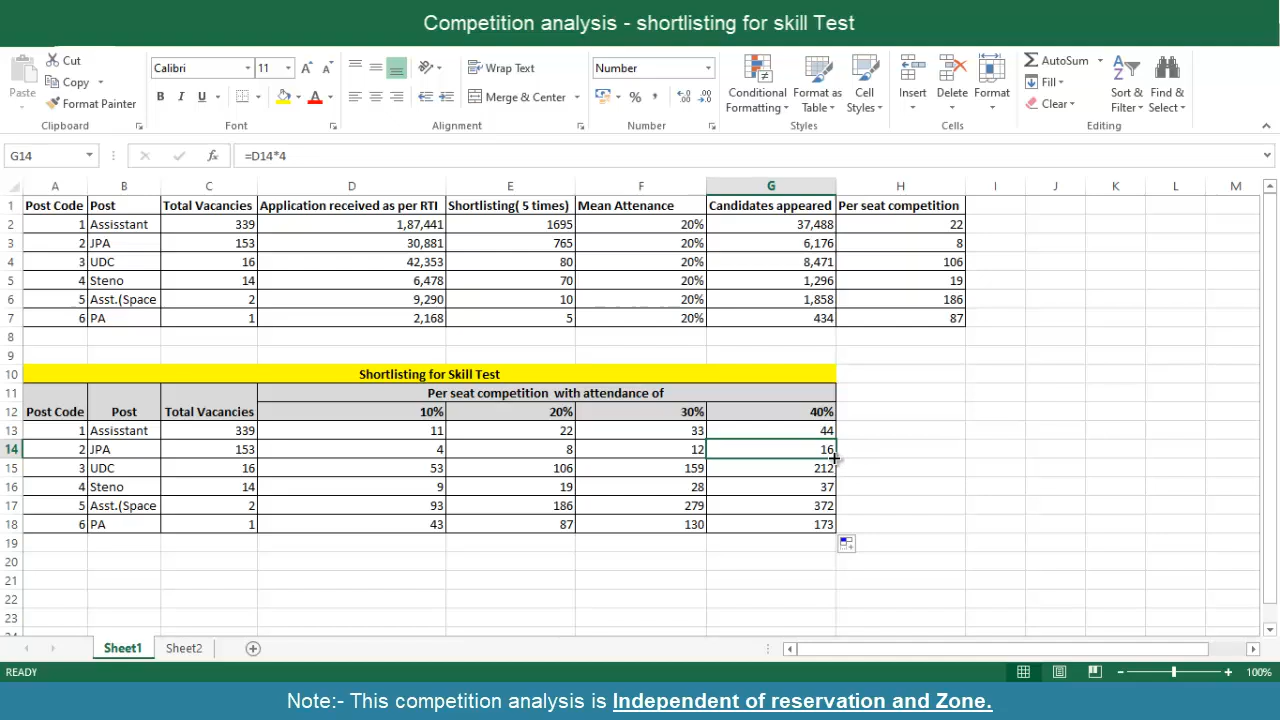 Competition analysis - shortlisting for skill Test
Paste
Cut
Copy
Format Painter
Clipboard
Calibri 11
B I U
Font
Wrap Text
Merge & Center
Alignment
Number
%
Number
Conditional Formatting
Format as Table
Cell Styles
Styles
Insert
Delete
Format
Cells
AutoSum
Fill
Clear
Sort & Filter
Find & Select
Editing
G14 fx =D14*4
A B C D E F G H I J K L M
1 Post Code Post Total Vacancies Application received as per RTI Shortlisting( 5 times) Mean Attenance Candidates appeared Per seat competition
2 1 Assisstant 339 1,87,441 1695 20% 37,488 22
3 2 JPA 153 30,881 765 20% 6,176 8
4 3 UDC 16 42,353 80 20% 8,471 106
5 4 Steno 14 6,478 70 20% 1,296 19
6 5 Asst.(Space 2 9,290 10 20% 1,858 186
7 6 PA 1 2,168 5 20% 434 87
8
9
10 Shortlisting for Skill Test
11 Per seat competition with attendance of
12 Post Code Post Total Vacancies 10% 20% 30% 40%
13 1 Assisstant 339 11 22 33 44
14 2 JPA 153 4 8 12 16
15 3 UDC 16 53 106 159 212
16 4 Steno 14 9 19 28 37
17 5 Asst.(Space 2 93 186 279 372
18 6 PA 1 43 87 130 173
19
20
21
22
23
Sheet1 Sheet2
READY 100%
Note:- This competition analysis is Independent of reservation and Zone.